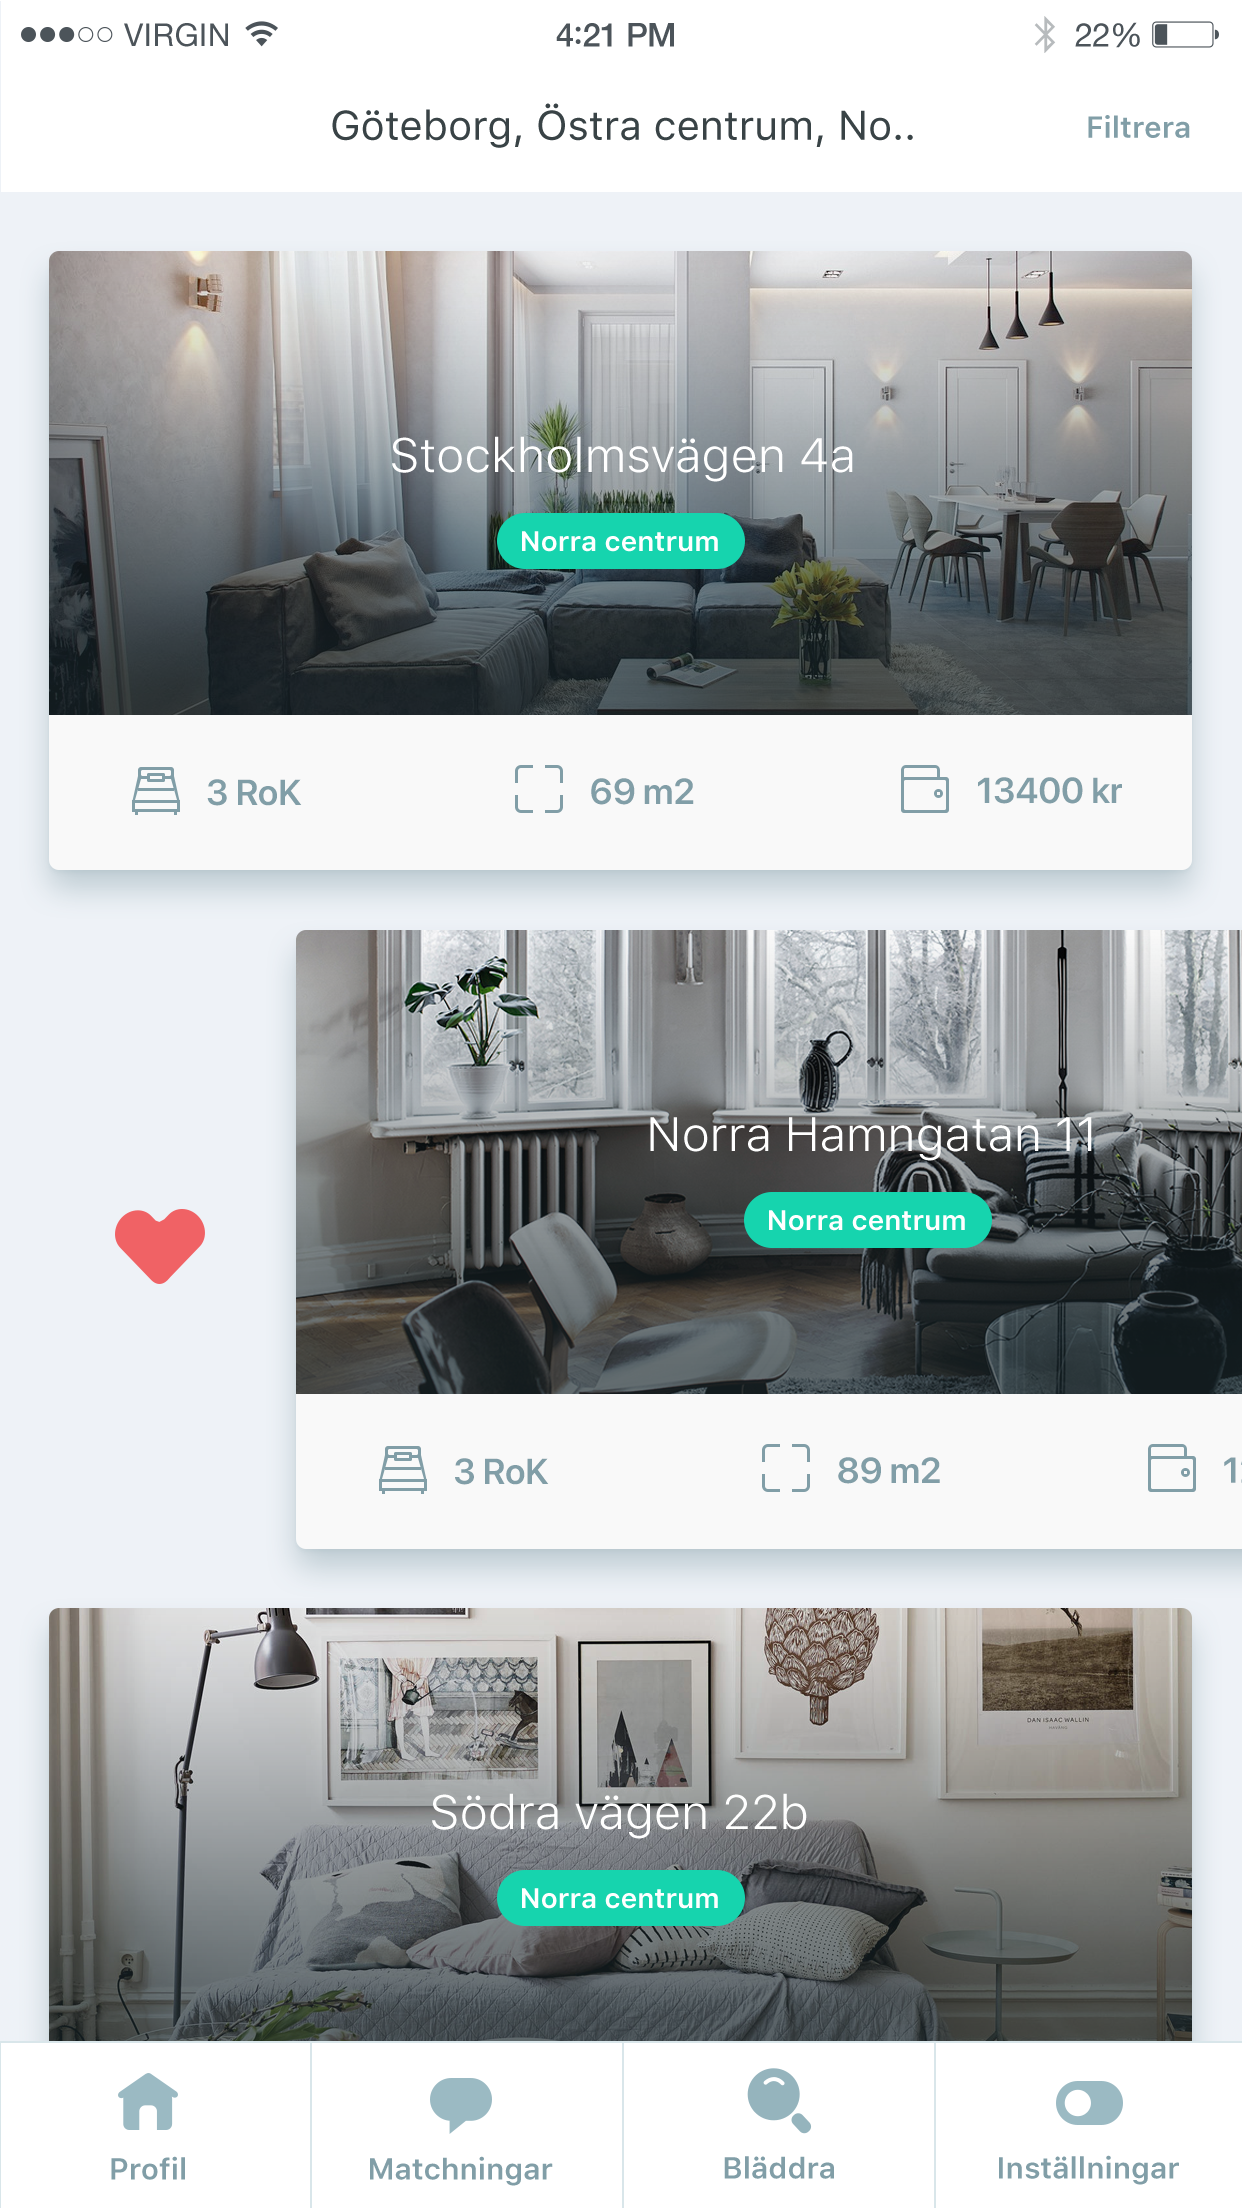 VIRGIN
4:21 PM
22%
Göteborg, Östra centrum, No..
Filtrera
Stockholmsvägen 4a
Norra centrum
3 RoK
69 m2
13400 kr
Norra Hamngatan 11
Norra centrum
3 RoK
89 m2
DAN ISAAC WALLIN
Södra vägen 22b
Norra centrum
Profil
Matchningar
Bläddra
Inställningar